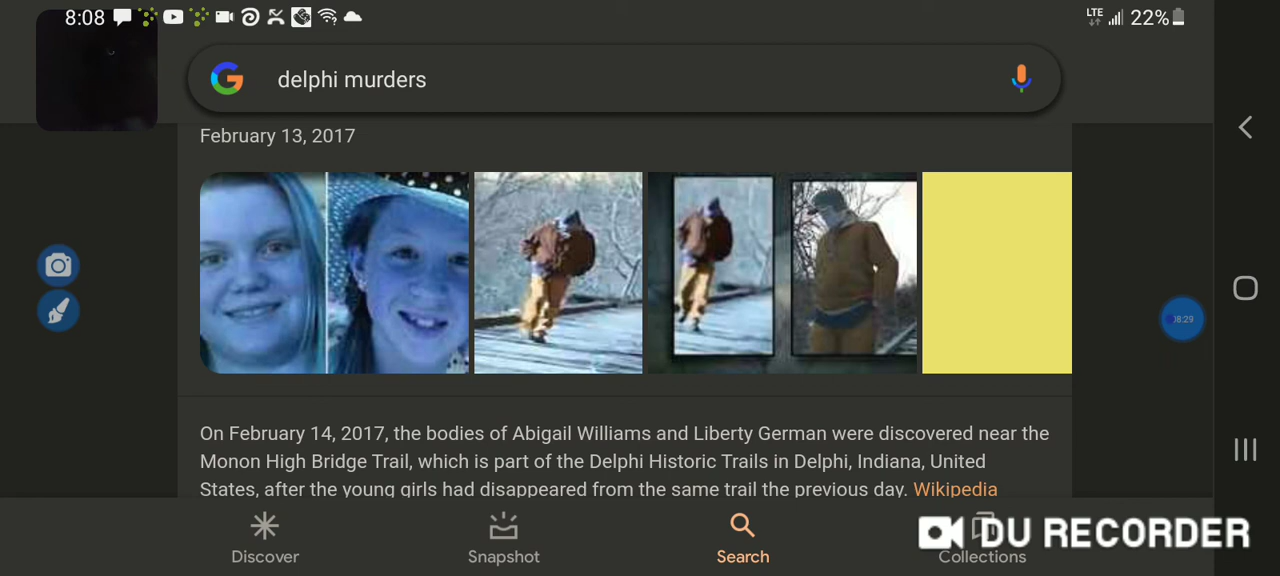 8:08
LTE
22%
delphi murders
February 13, 2017
18:29
On February 14, 2017, the bodies of Abigail Williams and Liberty German were discovered near the
Monon High Bridge Trail, which is part of the Delphi Historic Trails in Delphi, Indiana, United
States, after the young girls had disappeared from the same trail the previous day. Wikipedia
Discover
Snapshot
Search
Collections
DU RECORDER